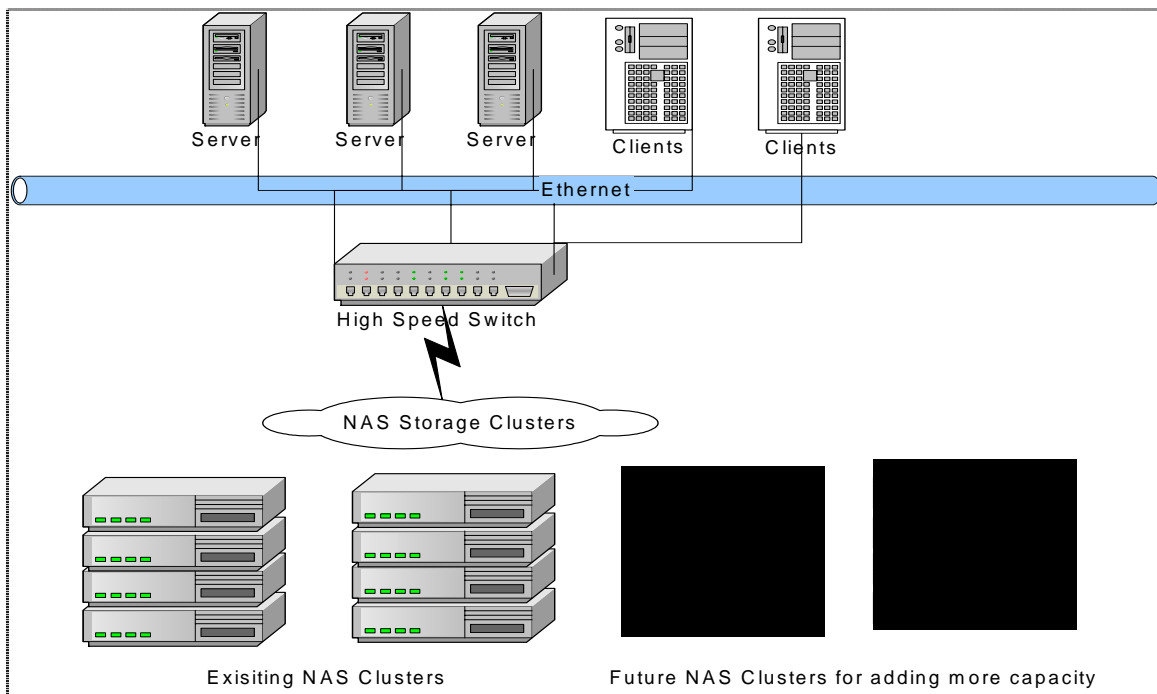 Server
Server
Server
Clients
Clients
Ethernet
High Speed Switch
NAS Storage Clusters
Exisiting NAS Clusters
Future NAS Clusters for adding more capacity